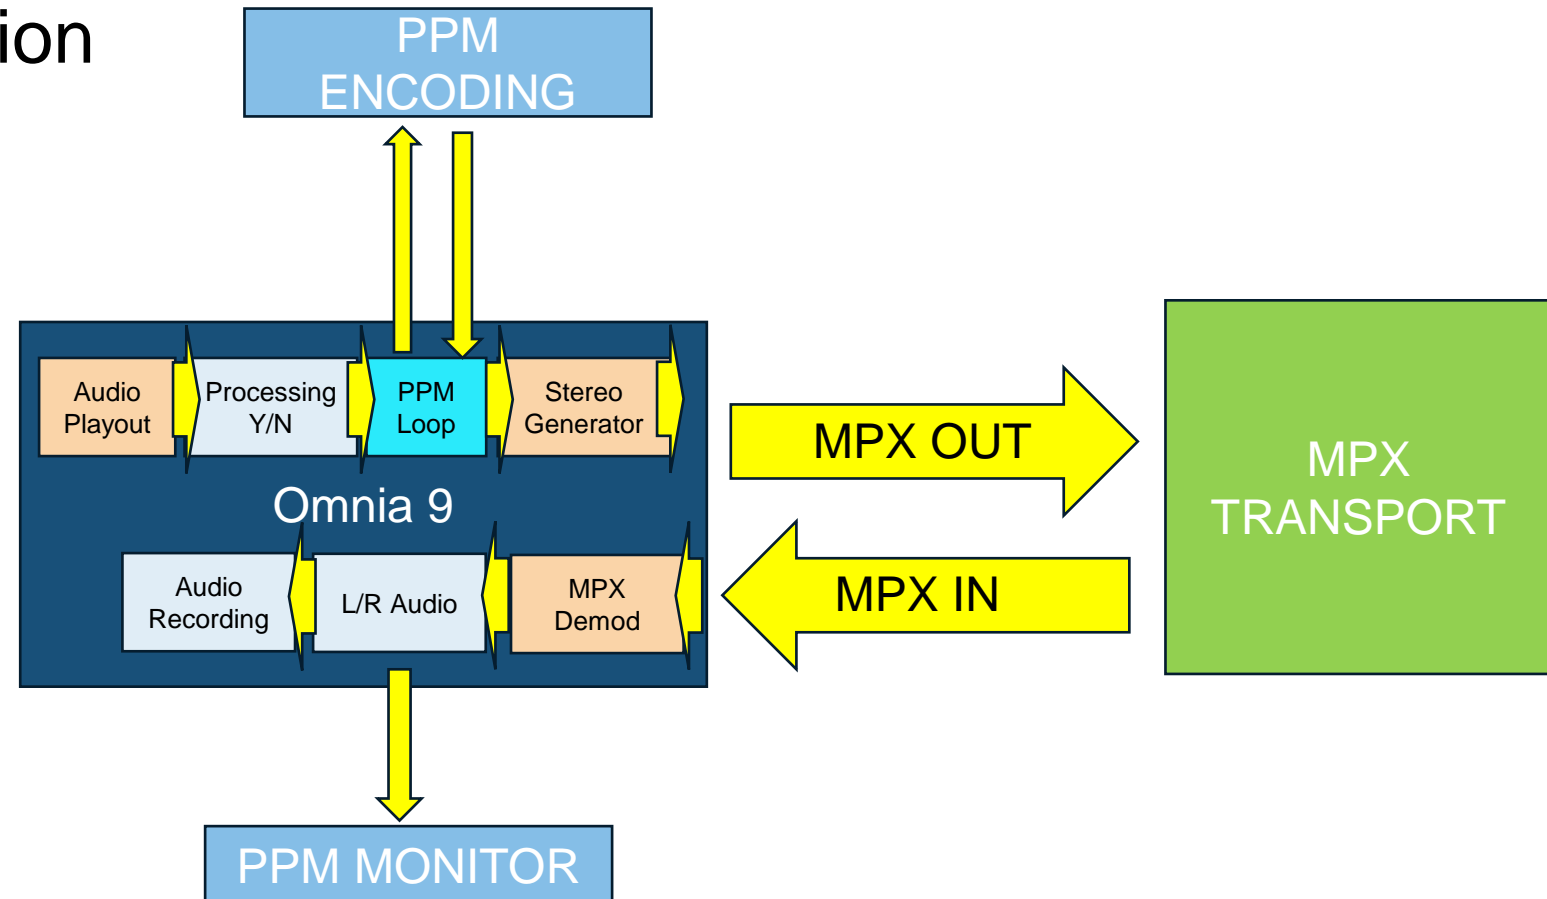 ion
PPM
ENCODING
Audio
Playout
Processing
Y/N
PPM
Loop
Stereo
Generator
MPX OUT
MPX
TRANSPORT
Omnia 9
Audio
Recording
L/R Audio
MPX
Demod
MPX IN
PPM MONITOR